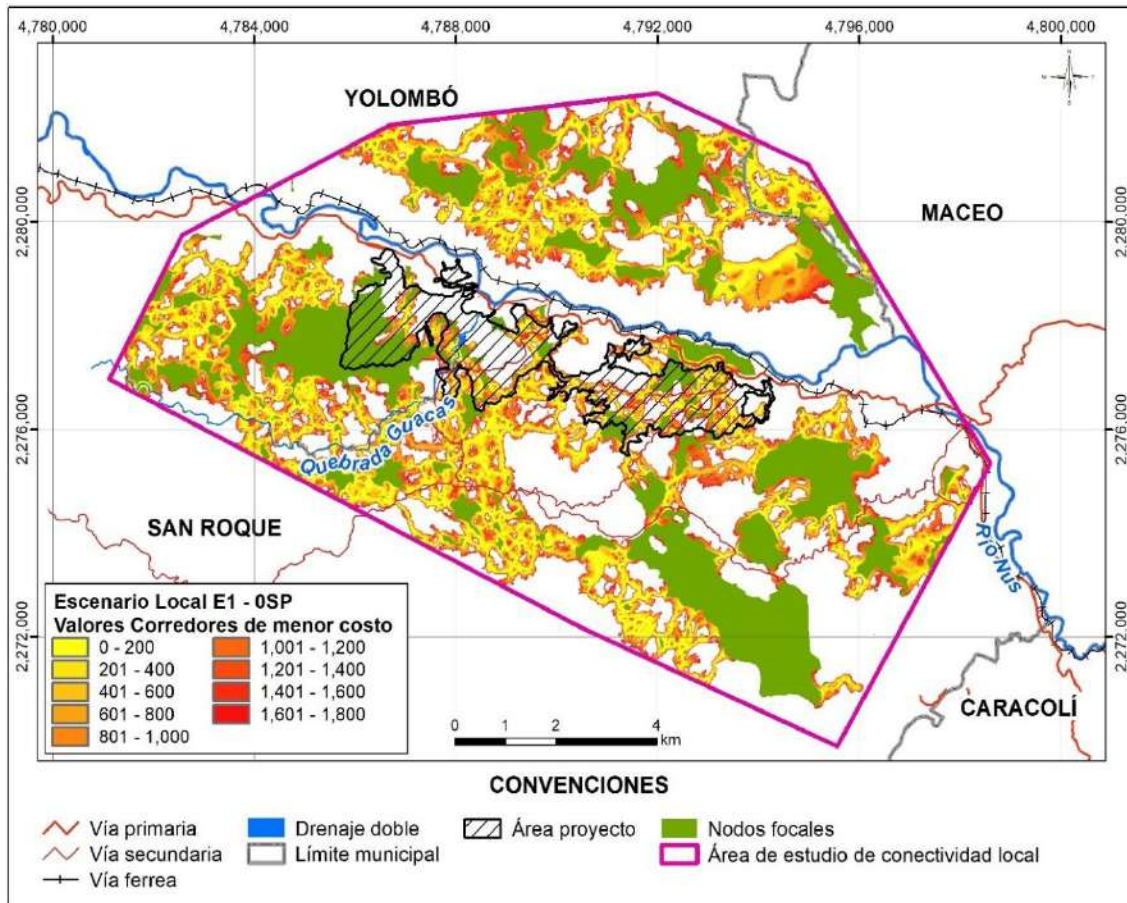 4,780,000 4,784,000 4,788,000 4,792,000 4,796,000 4,800,000
YOLOMBÓ
MACEO
2,280,000 2,280,000
2,276,000 2,276,000
Quebrada Guacas
SAN ROQUE
Río Nus
2,272,000 2,272,000
CARACOLÍ
Escenario Local E1 - 0SP
Valores Corredores de menor costo
0 - 200 1,001 - 1,200
201 - 400 1,201 - 1,400
401 - 600 1,401 - 1,600
601 - 800 1,601 - 1,800
801 - 1,000
0 1 2 4
km
CONVENCIONES
Vía primaria Drenaje doble Área proyecto Nodos focales
Vía secundaria Límite municipal Área de estudio de conectividad local
Vía ferrea